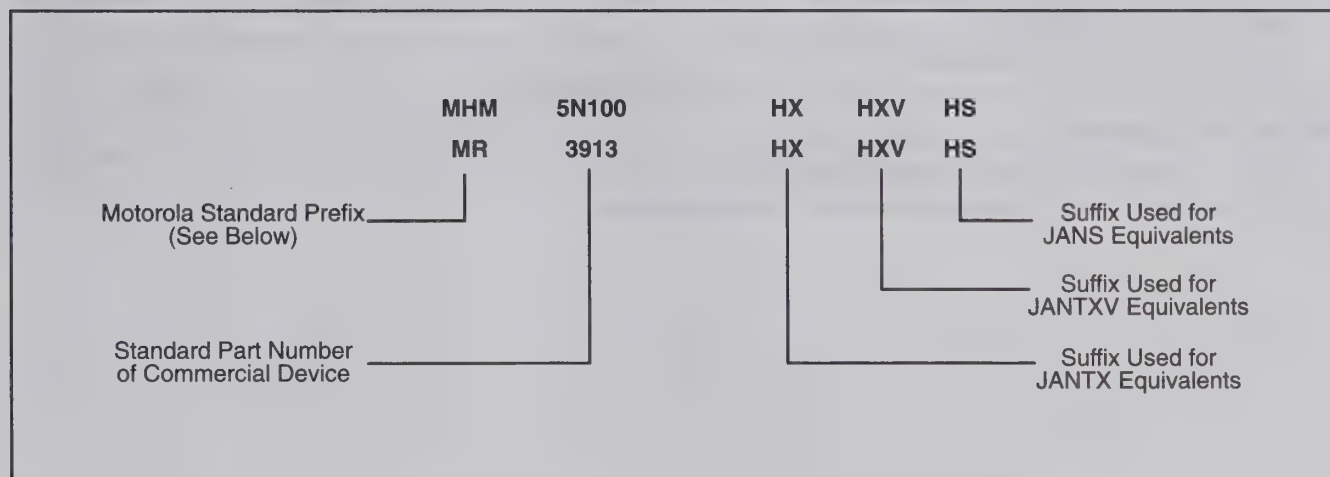 MHM 5N100 HX HXV HS
MR 3913 HX HXV HS
Motorola Standard Prefix
(See Below)
Standard Part Number
of Commercial Device
Suffix Used for
JANS Equivalents
Suffix Used for
JANTXV Equivalents
Suffix Used for
JANTX Equivalents